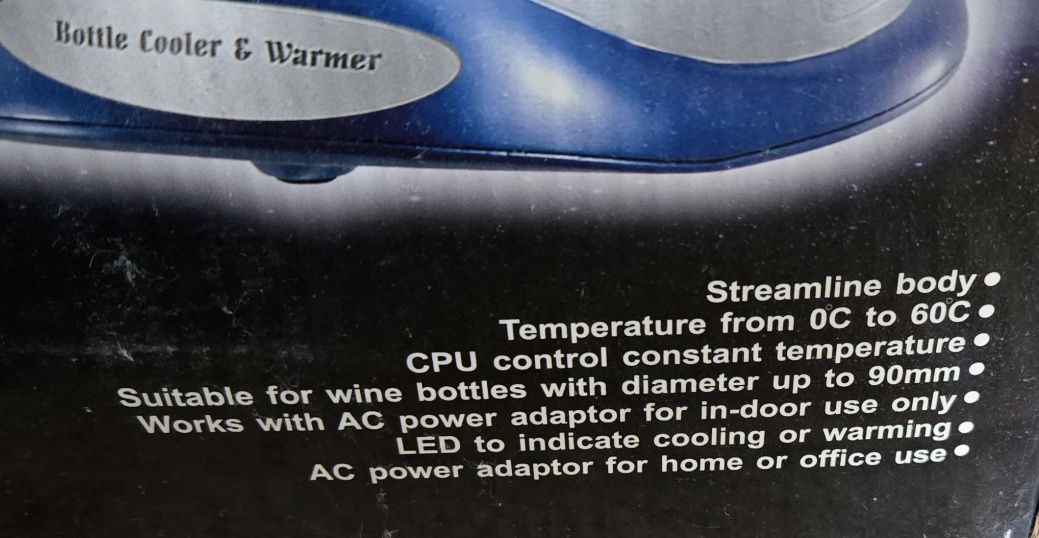 Bottle Cooler & Warmer
Streamline body•
Temperature from 0°C to 60°C•
CPU control constant temperature•
Suitable for wine bottles with diameter up to 90mm•
Works with AC power adaptor for in-door use only•
LED to indicate cooling or warming•
AC power adaptor for home or office use•